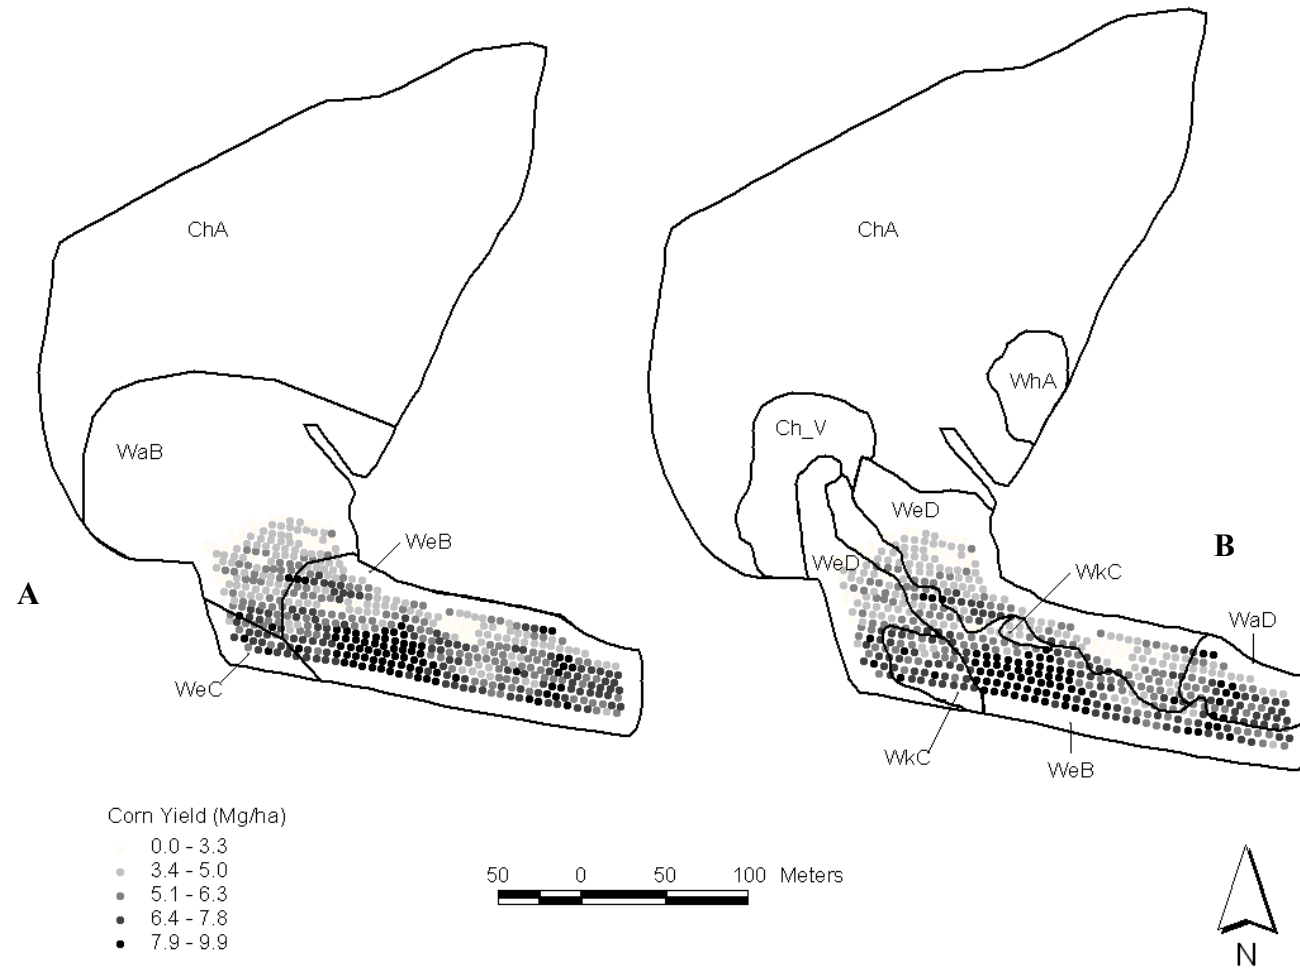 ChA
ChA
WhA
Ch_V
WaB
WeD
WeB
B
WeD
WkC
A
WaD
WeC
WkC
WeB
Corn Yield (Mg/ha)
0.0 - 3.3
3.4 - 5.0
5.1 - 6.3
6.4 - 7.8
7.9 - 9.9
50 0 50 100 Meters
N